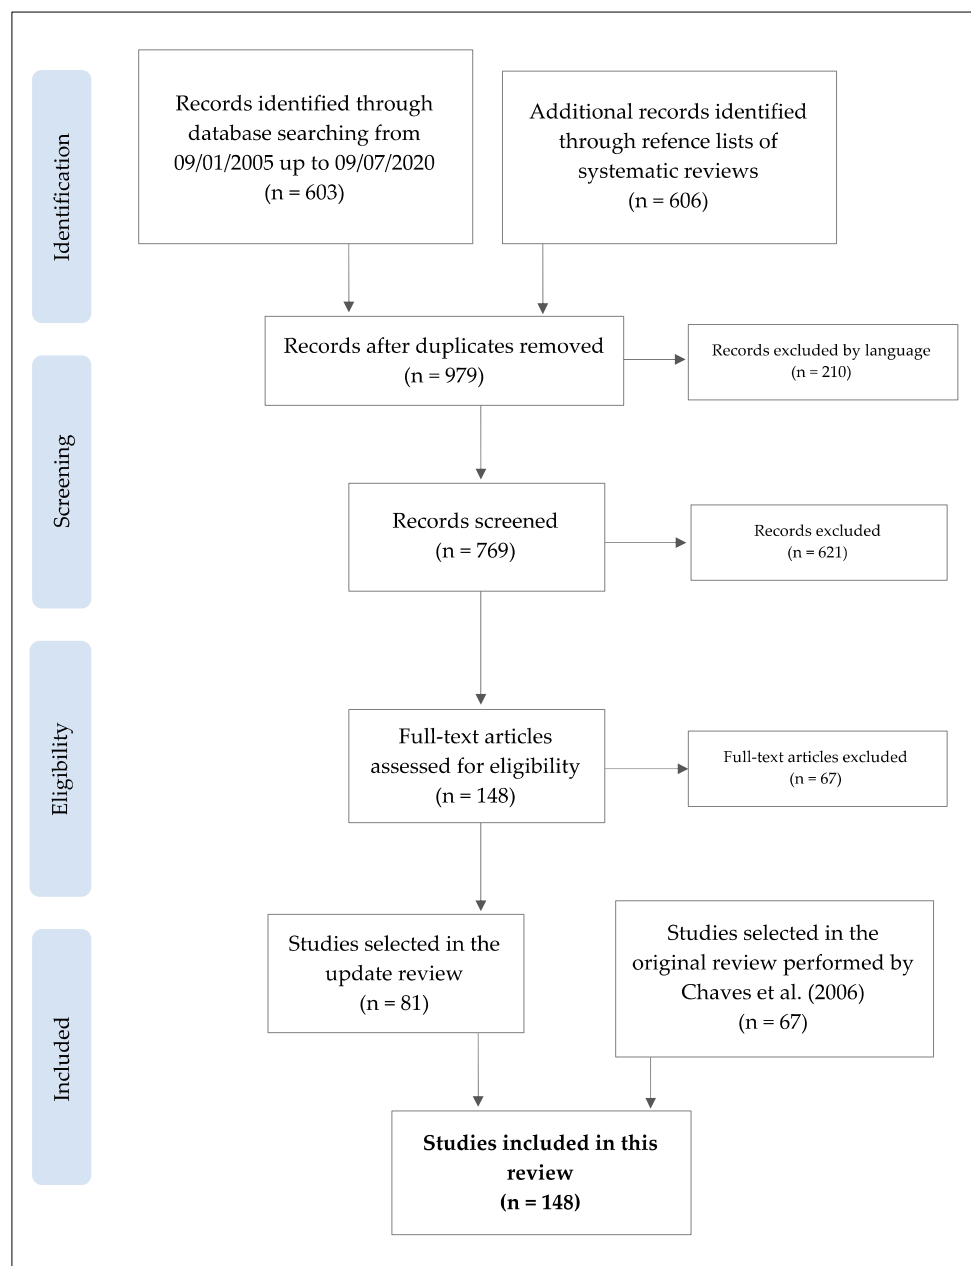 Identification
Records identified through
database searching from
09/01/2005 up to 09/07/2020
(n = 603)
Additional records identified
through refence lists of
systematic reviews
(n = 606)
Records after duplicates removed
(n = 979)
Records excluded by language
(n = 210)
Screening
Records screened
(n = 769)
Records excluded
(n = 621)
Eligibility
Full-text articles
assessed for eligibility
(n = 148)
Full-text articles excluded
(n = 67)
Included
Studies selected in the
update review
(n = 81)
Studies selected in the
original review performed by
Chaves et al. (2006)
(n = 67)
Studies included in this
review
(n = 148)